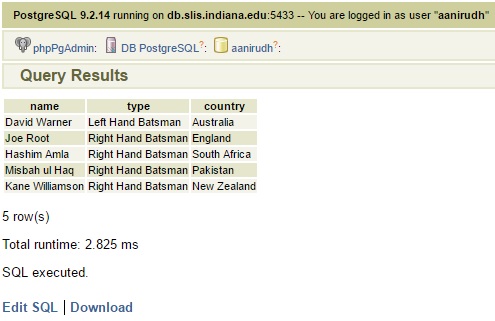 PostgreSQL 9.2.14 running on db.slis.indiana.edu:5433 -- You are logged in as user "aanirudh"
phpPgAdmin: DB PostgreSQL?: aanirudh?:
Query Results
name type country
David Warner Left Hand Batsman Australia
Joe Root Right Hand Batsman England
Hashim Amla Right Hand Batsman South Africa
Misbah ul Haq Right Hand Batsman Pakistan
Kane Williamson Right Hand Batsman New Zealand
5 row(s)
Total runtime: 2.825 ms
SQL executed.
Edit SQL | Download